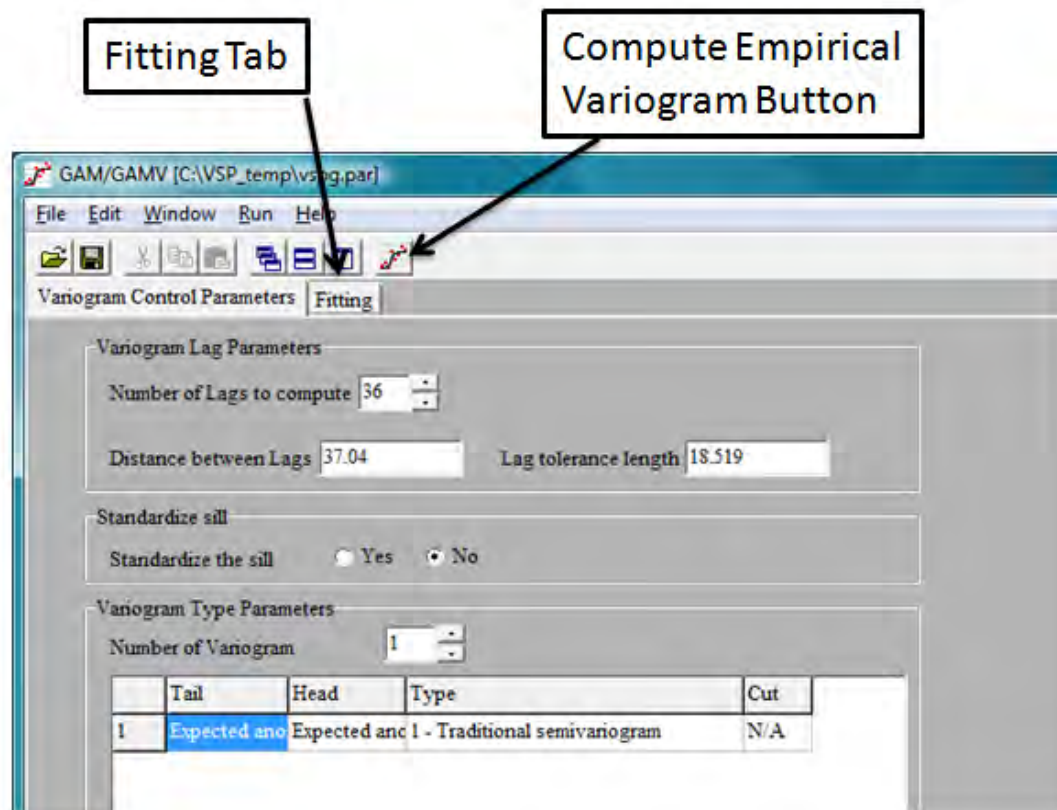 Fitting Tab
Compute Empirical
Variogram Button
GAM/GAMV [C:\VSP_temp\vsbg.par]
File Edit Window Run Help
Variogram Control Parameters Fitting
Variogram Lag Parameters
Number of Lags to compute 36
Distance between Lags 37.04 Lag tolerance length 18.519
Standardize sill
Standardize the sill Yes No
Variogram Type Parameters
Number of Variogram 1
Tail Head Type Cut
1 Expected ano Expected anc 1 - Traditional semivariogram N/A